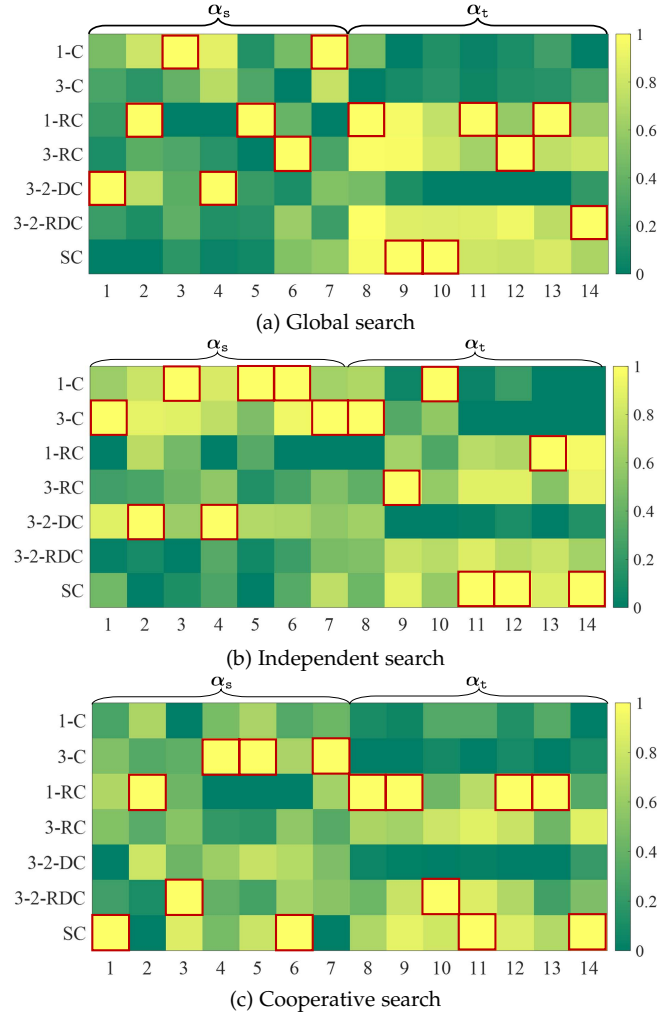 α_s α_t
1-C
3-C
1-RC
3-RC
3-2-DC
3-2-RDC
SC
1 2 3 4 5 6 7 8 9 10 11 12 13 14
1
0.8
0.6
0.4
0.2
0
(a) Global search
α_s α_t
1-C
3-C
1-RC
3-RC
3-2-DC
3-2-RDC
SC
1 2 3 4 5 6 7 8 9 10 11 12 13 14
1
0.8
0.6
0.4
0.2
0
(b) Independent search
α_s α_t
1-C
3-C
1-RC
3-RC
3-2-DC
3-2-RDC
SC
1 2 3 4 5 6 7 8 9 10 11 12 13 14
1
0.8
0.6
0.4
0.2
0
(c) Cooperative search